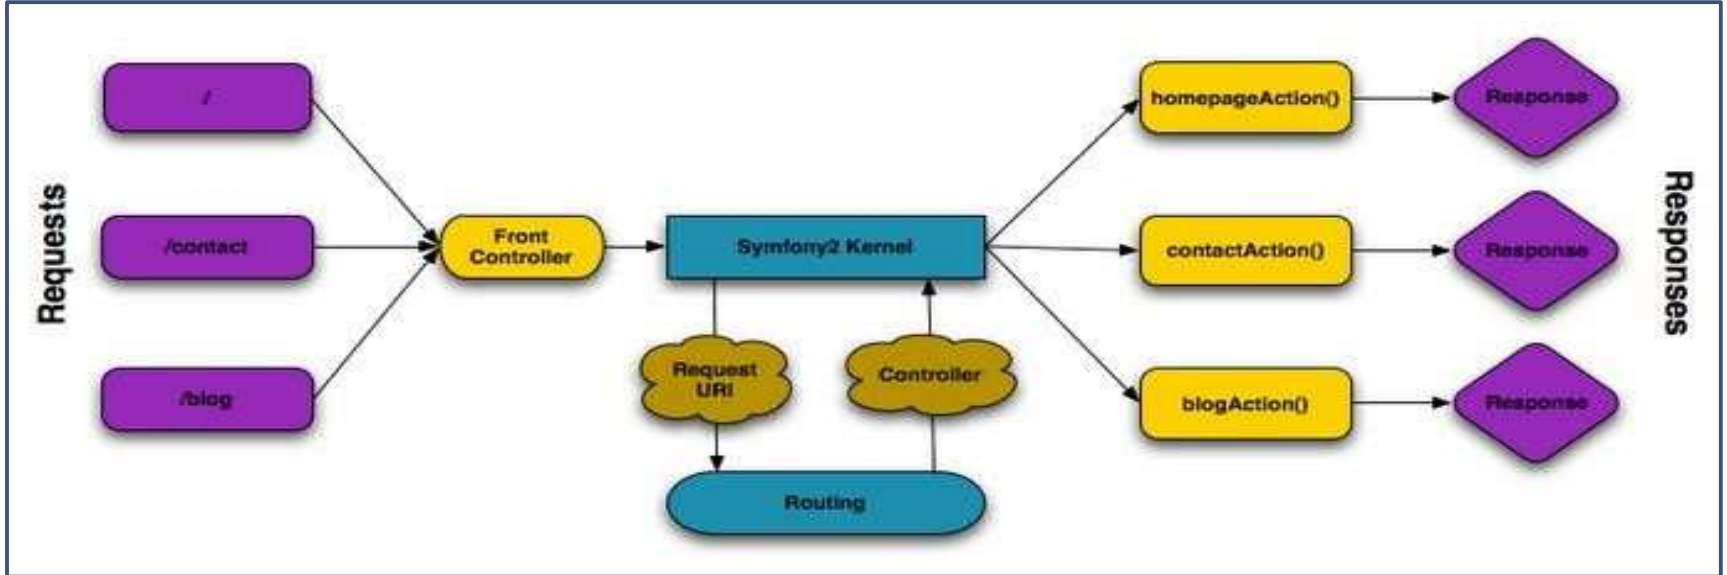 Requests
/
/contact
/blog
Front
Controller
Symfony2 Kernel
Request
URI
Controller
Routing
homepageAction()
contactAction()
blogAction()
Response
Response
Response
Responses